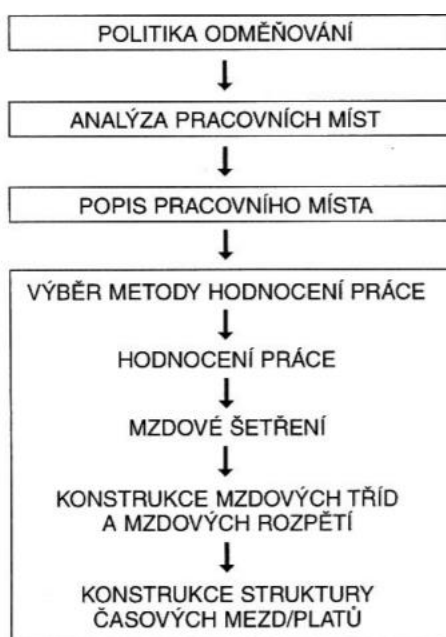 POLITIKA ODMĚŇOVÁNÍ
ANALÝZA PRACOVNÍCH MÍST
POPIS PRACOVNÍHO MÍSTA
VÝBĚR METODY HODNOCENÍ PRÁCE
HODNOCENÍ PRÁCE
MZDOVÉ ŠETŘENÍ
KONSTRUKCE MZDOVÝCH TŘÍD
A MZDOVÝCH ROZPĚTÍ
KONSTRUKCE STRUKTURY
ČASOVÝCH MEZD/PLATŮ